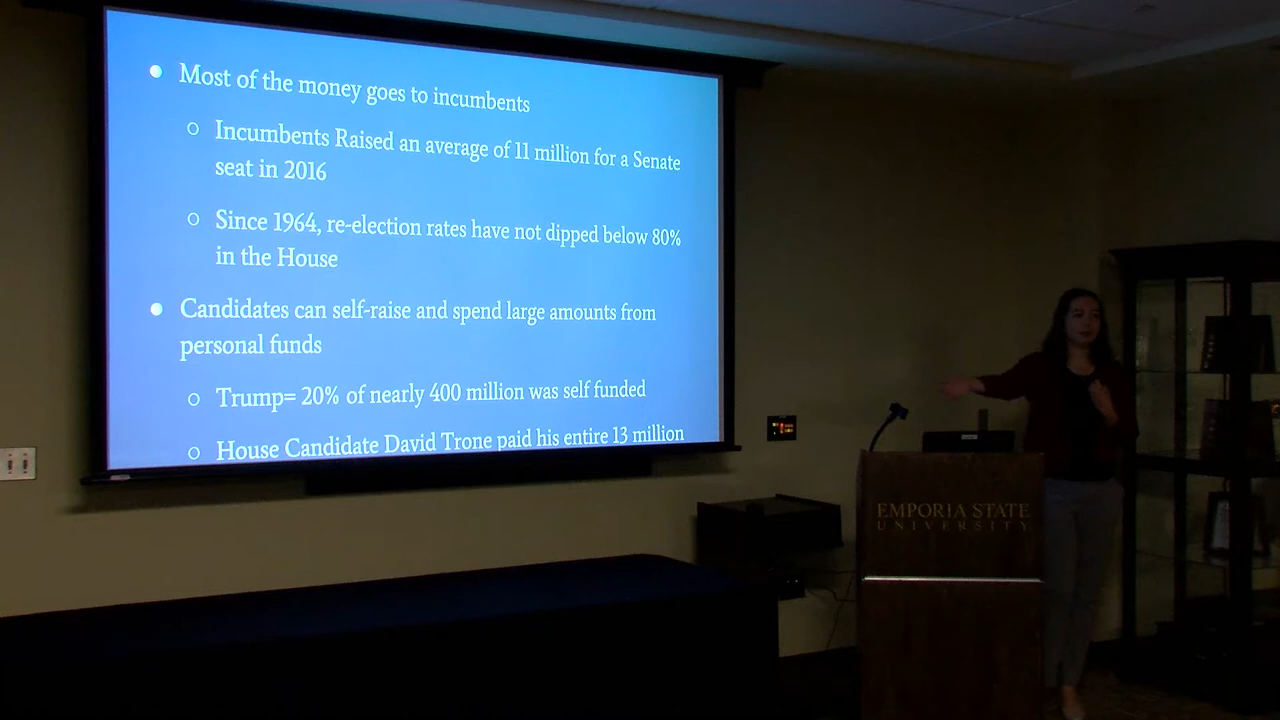 Most of the money goes to incumbents
Incumbents Raised an average of 11 million for a Senate
seat in 2016
Since 1964, re-election rates have not dipped below 80%
in the House
Candidates can self-raise and spend large amounts from
personal funds
Trump= 20% of nearly 400 million was self funded
House Candidate David Trone paid his entire 13 million
EMPORIA STATE
UNIVERSITY